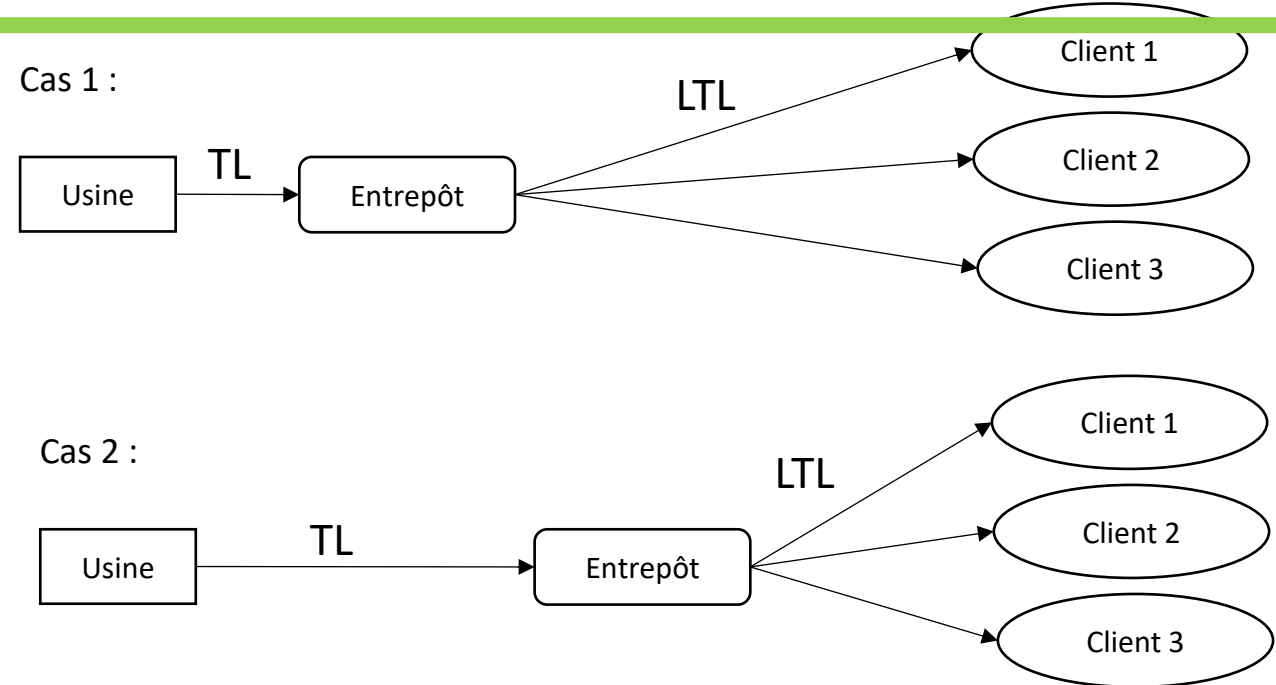 Cas 1 :
Usine
TL
Entrepôt
LTL
Client 1
Client 2
Client 3
Cas 2 :
Usine
TL
Entrepôt
LTL
Client 1
Client 2
Client 3